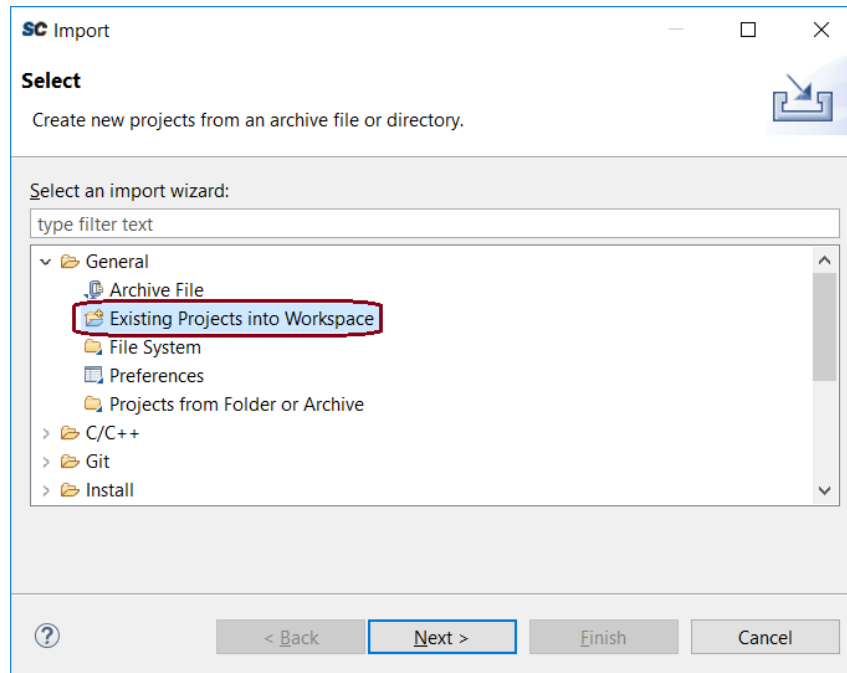 SC Import
Select
Create new projects from an archive file or directory.
Select an import wizard:
type filter text
General
Archive File
Existing Projects into Workspace
File System
Preferences
Projects from Folder or Archive
C/C++
Git
Install
?
< Back Next > Finish Cancel